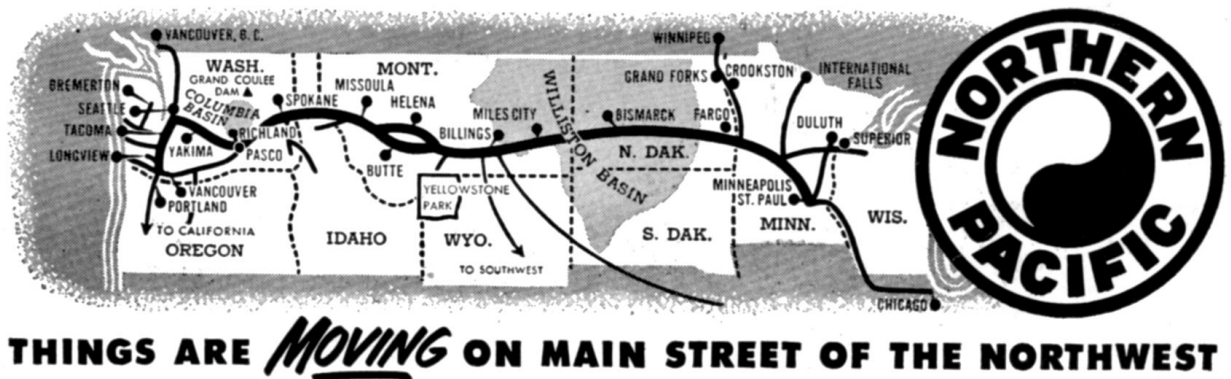 VANCOUVER, B. C.
WINNIPEG
WASH.
MONT.
GRAND COULEE
DAM
COLUMBIA
BASIN
BREMERTON
SEATTLE
TACOMA
LONGVIEW
YAKIMA
RICHLAND
PASCO
SPOKANE
MISSOULA
HELENA
BUTTE
BILLINGS
MILES CITY
WILLISTON BASIN
GRAND FORKS
CROOKSTON
INTERNATIONAL
FALLS
BISMARCK
FARGO
DULUTH
SUPERIOR
N. DAK.
VANCOUVER
PORTLAND
TO CALIFORNIA
OREGON
IDAHO
YELLOWSTONE
PARK
WYO.
TO SOUTHWEST
S. DAK.
MINNEAPOLIS
ST. PAUL
MINN.
WIS.
CHICAGO
NORTHERN
PACIFIC
THINGS ARE MOVING ON MAIN STREET OF THE NORTHWEST